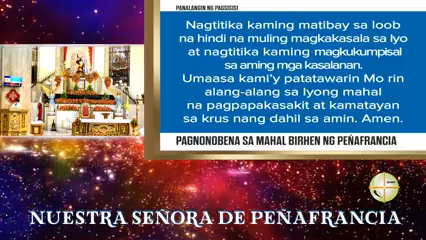 PANALANGIN NG PAGSISISI
Nagtitika kaming matibay sa loob
na hindi na muling magkakasala sa Iyo
at nagtitika kaming magkukumpisal
sa aming mga kasalanan.
Umaasa kami'y patatawarin Mo rin
alang-alang sa Iyong mahal
na pagpapakasakit at kamatayan
sa krus nang dahil sa amin. Amen.
PAGNONOBENA SA MAHAL BIRHEN NG PEÑAFRANCIA
NUESTRA SEÑORA DE PEÑAFRANCIA